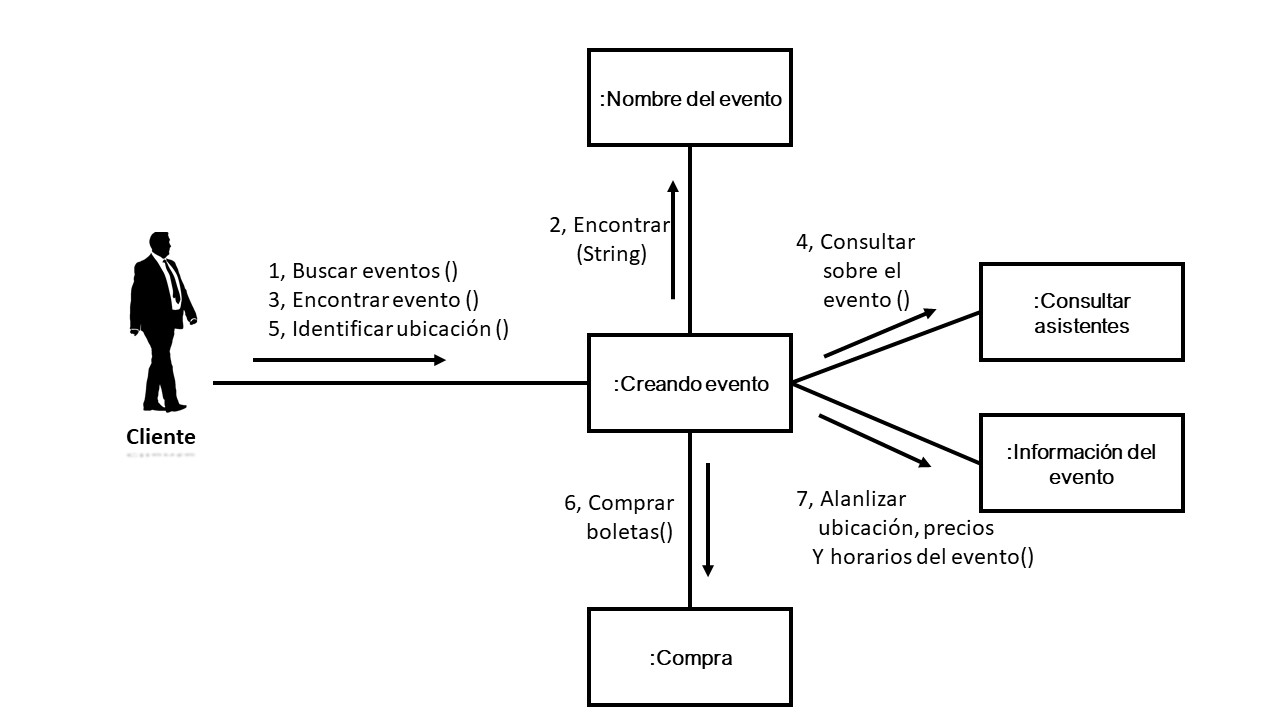 :Nombre del evento
2, Encontrar
(String)
4, Consultar
sobre el
evento ()
1, Buscar eventos ()
3, Encontrar evento ()
5, Identificar ubicación ()
:Consultar
asistentes
:Creando evento
Cliente
:Información del
evento
6, Comprar
boletas()
7, Alanlizar
ubicación, precios
Y horarios del evento()
:Compra